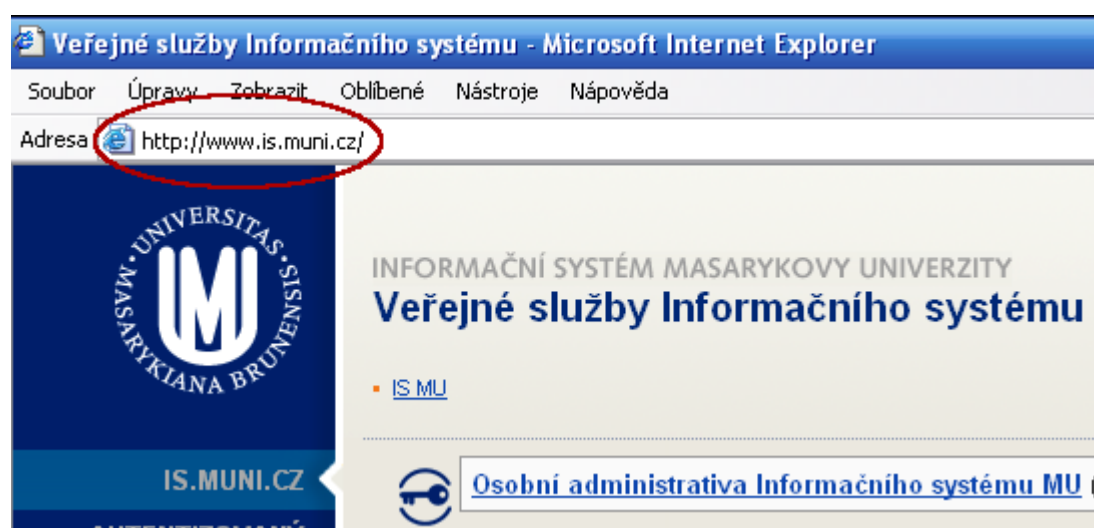 Veřejné služby Informačního systému - Microsoft Internet Explorer
Soubor Úpravy Zobrazit Oblíbené Nástroje Nápověda
Adresa http://www.is.muni.cz/
UNIVERSITAS · MASARYKIANA BRUNENSIS ·
INFORMAČNÍ SYSTÉM MASARYKOVY UNIVERZITY
Veřejné služby Informačního systému
IS MU
IS.MUNI.CZ
Osobní administrativa Informačního systému MU (
AUTENTIZOVANÝ